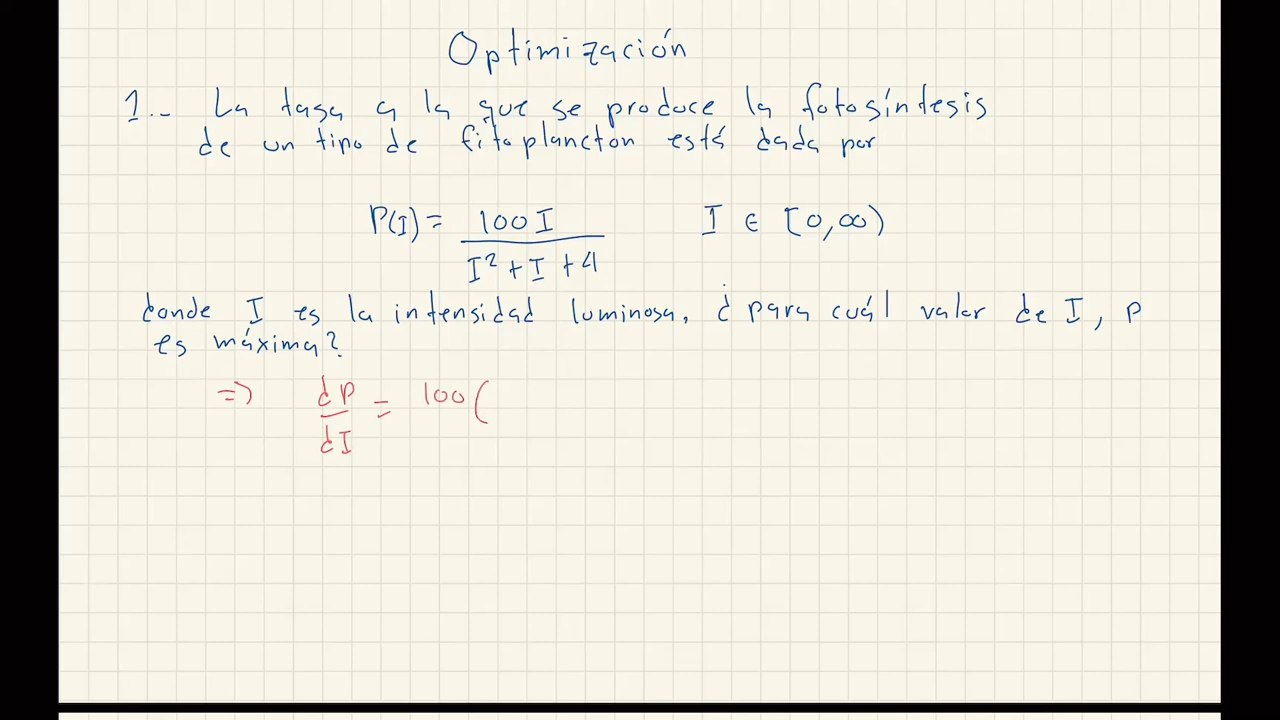 Optimización
1.- La tasa a la que se produce la fotosíntesis
de un tipo de fitoplancton está dada por
P(I) = 100 I / I² + I + 4    I ∈ [0,∞)
donde I es la intensidad luminosa, ¿para cuál valor de I, P
es máxima?
=> dP/dI = 100 (